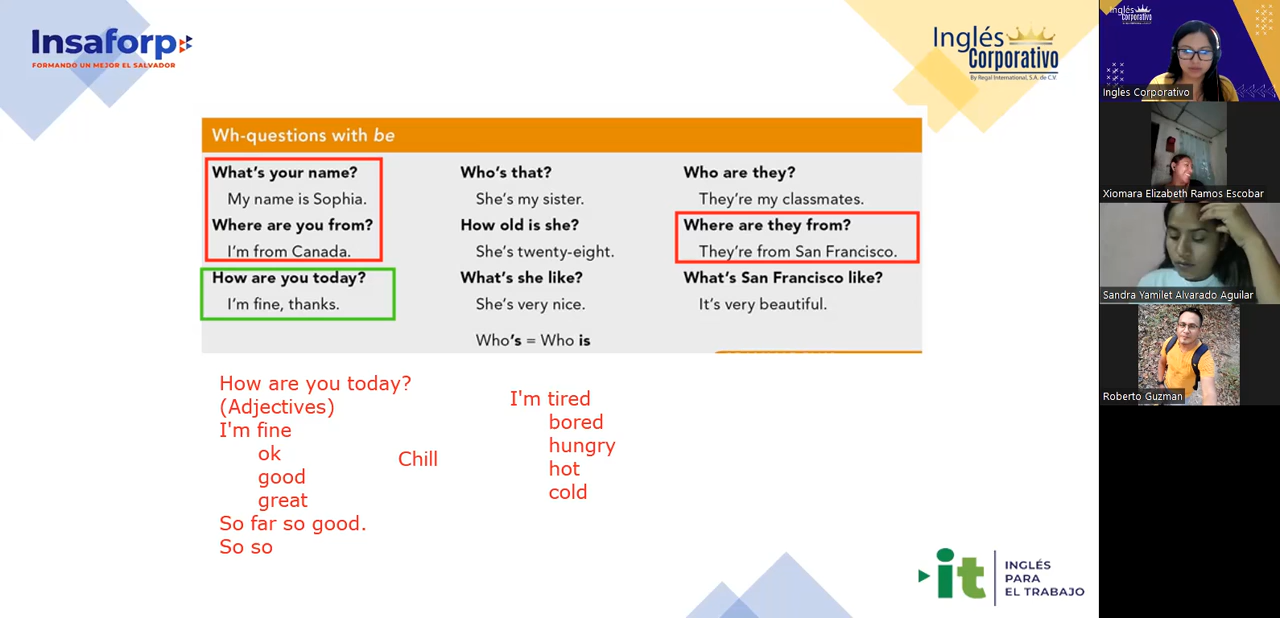 Insaforp
FORMANDO UN MEJOR EL SALVADOR
Inglés
Corporativo
By Regal International, S.A. de C.V.
Wh-questions with be
What's your name?
My name is Sophia.
Where are you from?
I'm from Canada.
How are you today?
I'm fine, thanks.
Who's that?
She's my sister.
How old is she?
She's twenty-eight.
What's she like?
She's very nice.
Who's = Who is
Who are they?
They're my classmates.
Where are they from?
They're from San Francisco.
What's San Francisco like?
It's very beautiful.
How are you today?
(Adjectives)
I'm fine
ok
good
great
So far so good.
So so
Chill
I'm tired
bored
hungry
hot
cold
it
INGLÉS
PARA
EL TRABAJO
Inglés
Corporativo
Ingles Corporativo
Xiomara Elizabeth Ramos Escobar
Sandra Yamilet Alvarado Aguilar
Roberto Guzman